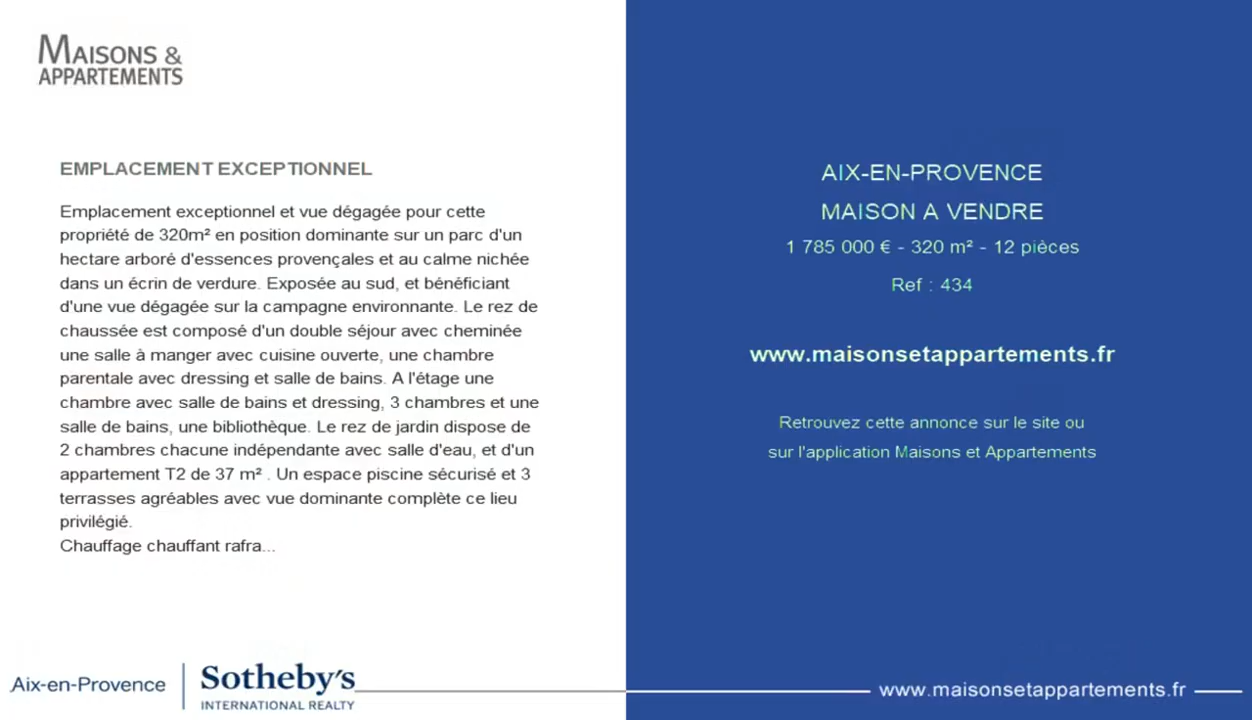 MAISONS &
APPARTEMENTS
EMPLACEMENT EXCEPTIONNEL
Emplacement exceptionnel et vue dégagée pour cette
propriété de 320m² en position dominante sur un parc d'un
hectare arboré d'essences provençales et au calme nichée
dans un écrin de verdure. Exposée au sud, et bénéficiant
d'une vue dégagée sur la campagne environnante. Le rez de
chaussée est composé d'un double séjour avec cheminée
une salle à manger avec cuisine ouverte, une chambre
parentale avec dressing et salle de bains. A l'étage une
chambre avec salle de bains et dressing, 3 chambres et une
salle de bains, une bibliothèque. Le rez de jardin dispose de
2 chambres chacune indépendante avec salle d'eau, et d'un
appartement T2 de 37 m² . Un espace piscine sécurisé et 3
terrasses agréables avec vue dominante complète ce lieu
privilégié.
Chauffage chauffant rafra...
AIX-EN-PROVENCE
MAISON A VENDRE
1 785 000 € - 320 m² - 12 pièces
Ref : 434
www.maisonsetappartements.fr
Retrouvez cette annonce sur le site ou
sur l'application Maisons et Appartements
Aix-en-Provence
Sotheby's
INTERNATIONAL REALTY
www.maisonsetappartements.fr